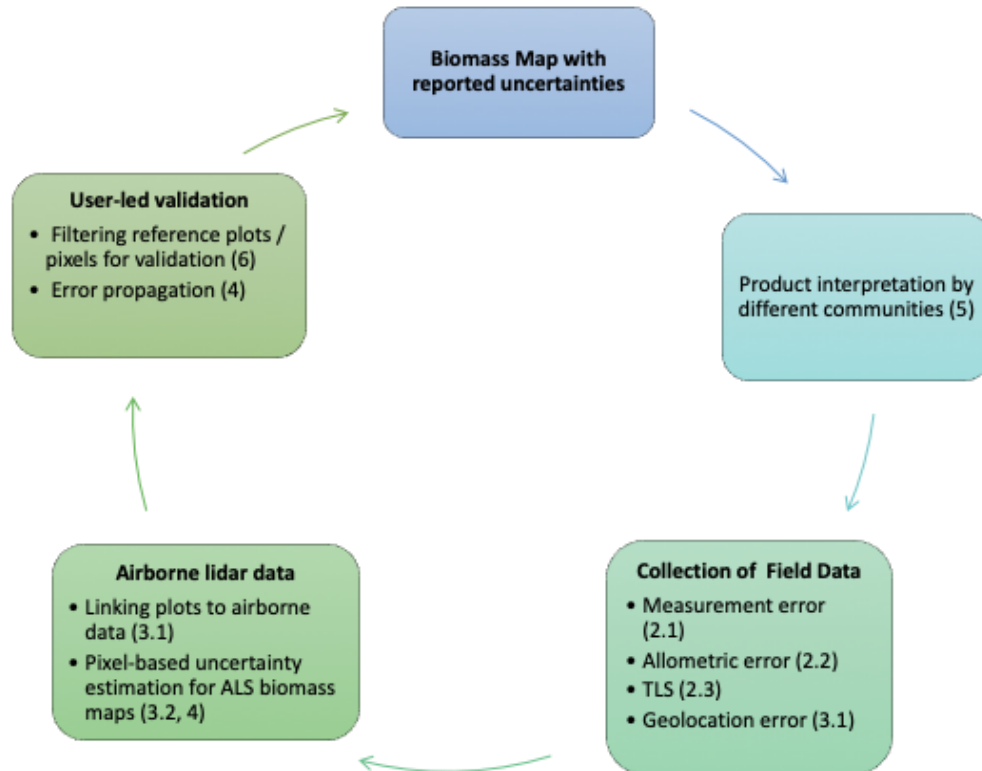 Biomass Map with
reported uncertainties
Product interpretation by
different communities (5)
Collection of Field Data
• Measurement error
(2.1)
• Allometric error (2.2)
• TLS (2.3)
• Geolocation error (3.1)
Airborne lidar data
• Linking plots to airborne
data (3.1)
• Pixel-based uncertainty
estimation for ALS biomass
maps (3.2, 4)
User-led validation
• Filtering reference plots /
pixels for validation (6)
• Error propagation (4)